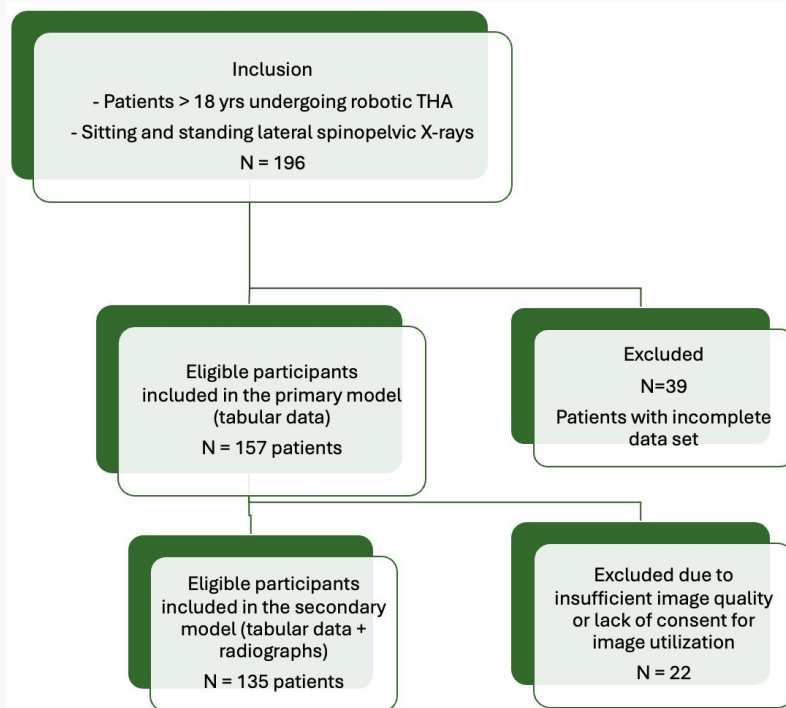 Inclusion
- Patients > 18 yrs undergoing robotic THA
- Sitting and standing lateral spinopelvic X-rays
N = 196
Eligible participants
included in the primary model
(tabular data)
N = 157 patients
Excluded
N=39
Patients with incomplete
data set
Eligible participants
included in the secondary
model (tabular data +
radiographs)
N = 135 patients
Excluded due to
insufficient image quality
or lack of consent for
image utilization
N = 22